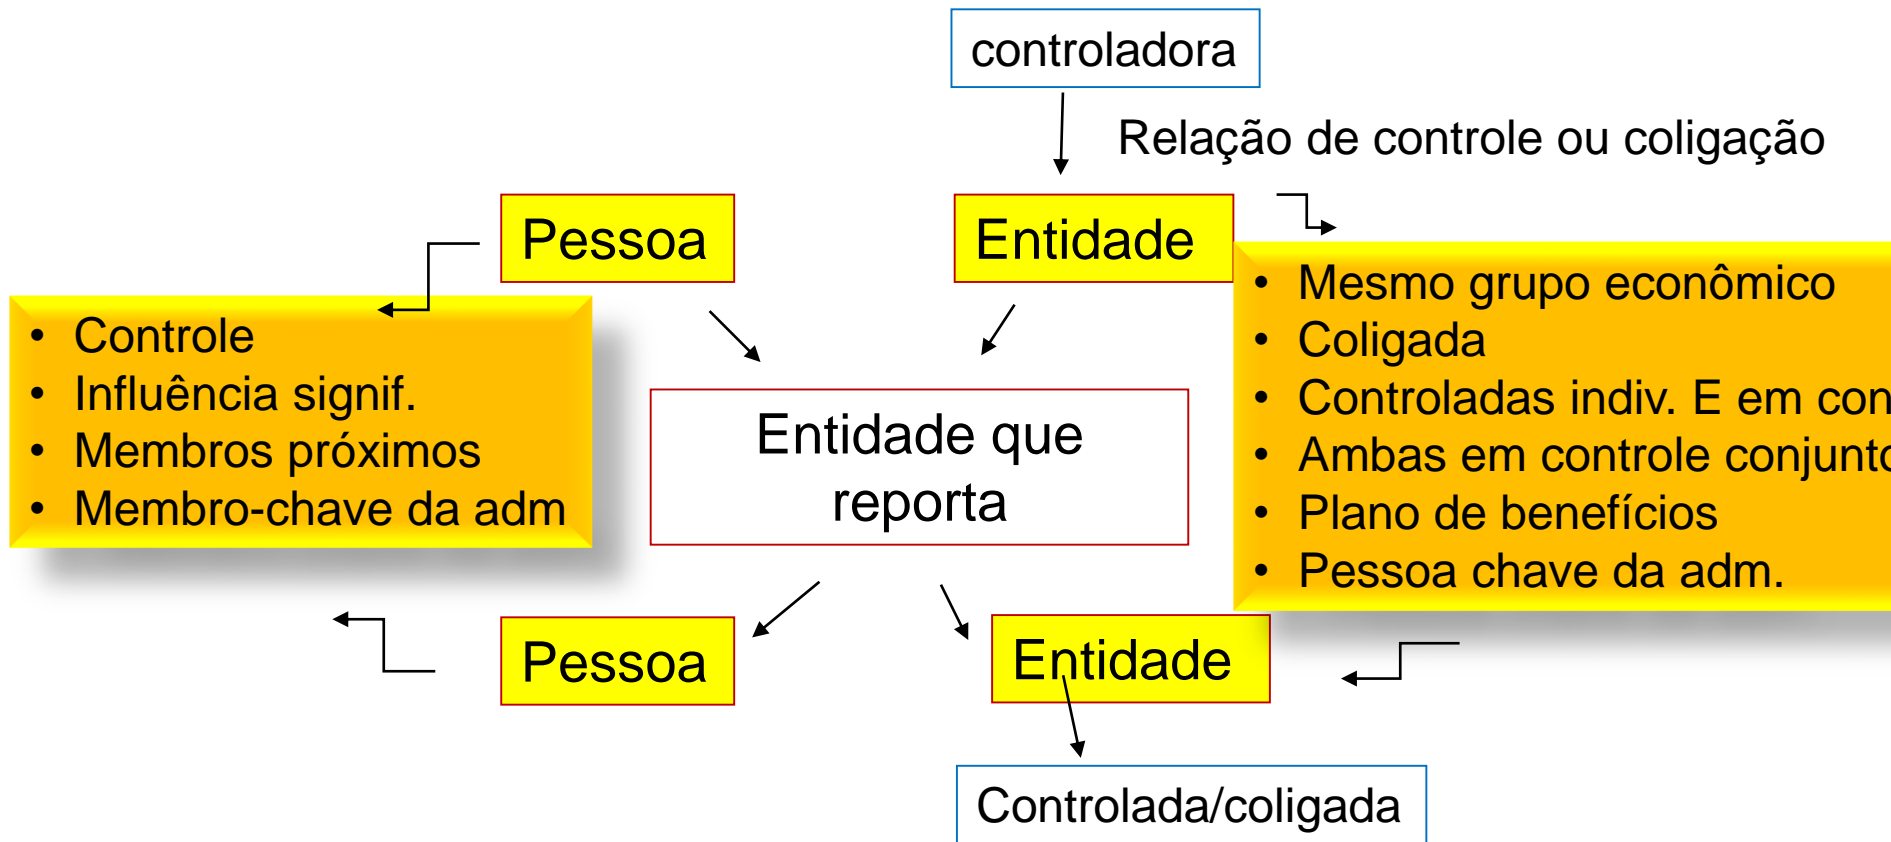 controladora
Relação de controle ou coligação
Pessoa
Entidade
• Controle
• Influência signif.
• Membros próximos
• Membro-chave da adm
• Mesmo grupo econômico
• Coligada
• Controladas indiv. E em con
• Ambas em controle conjunto
• Plano de benefícios
• Pessoa chave da adm.
Entidade que
reporta
Pessoa
Entidade
Controlada/coligada